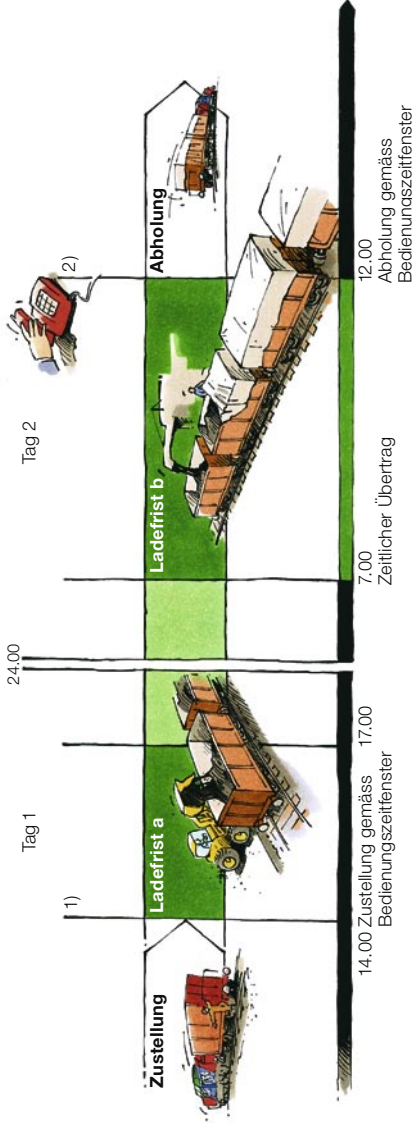 Tag 1
24.00
Tag 2
1)
2)
Zustellung
Ladefrist a
Ladefrist b
Abholung
14.00 Zustellung gemäss
Bedienungszeitfenster
17.00
7.00
Zeitlicher Übertrag
12.00
Abholung gemäss
Bedienungszeitfenster